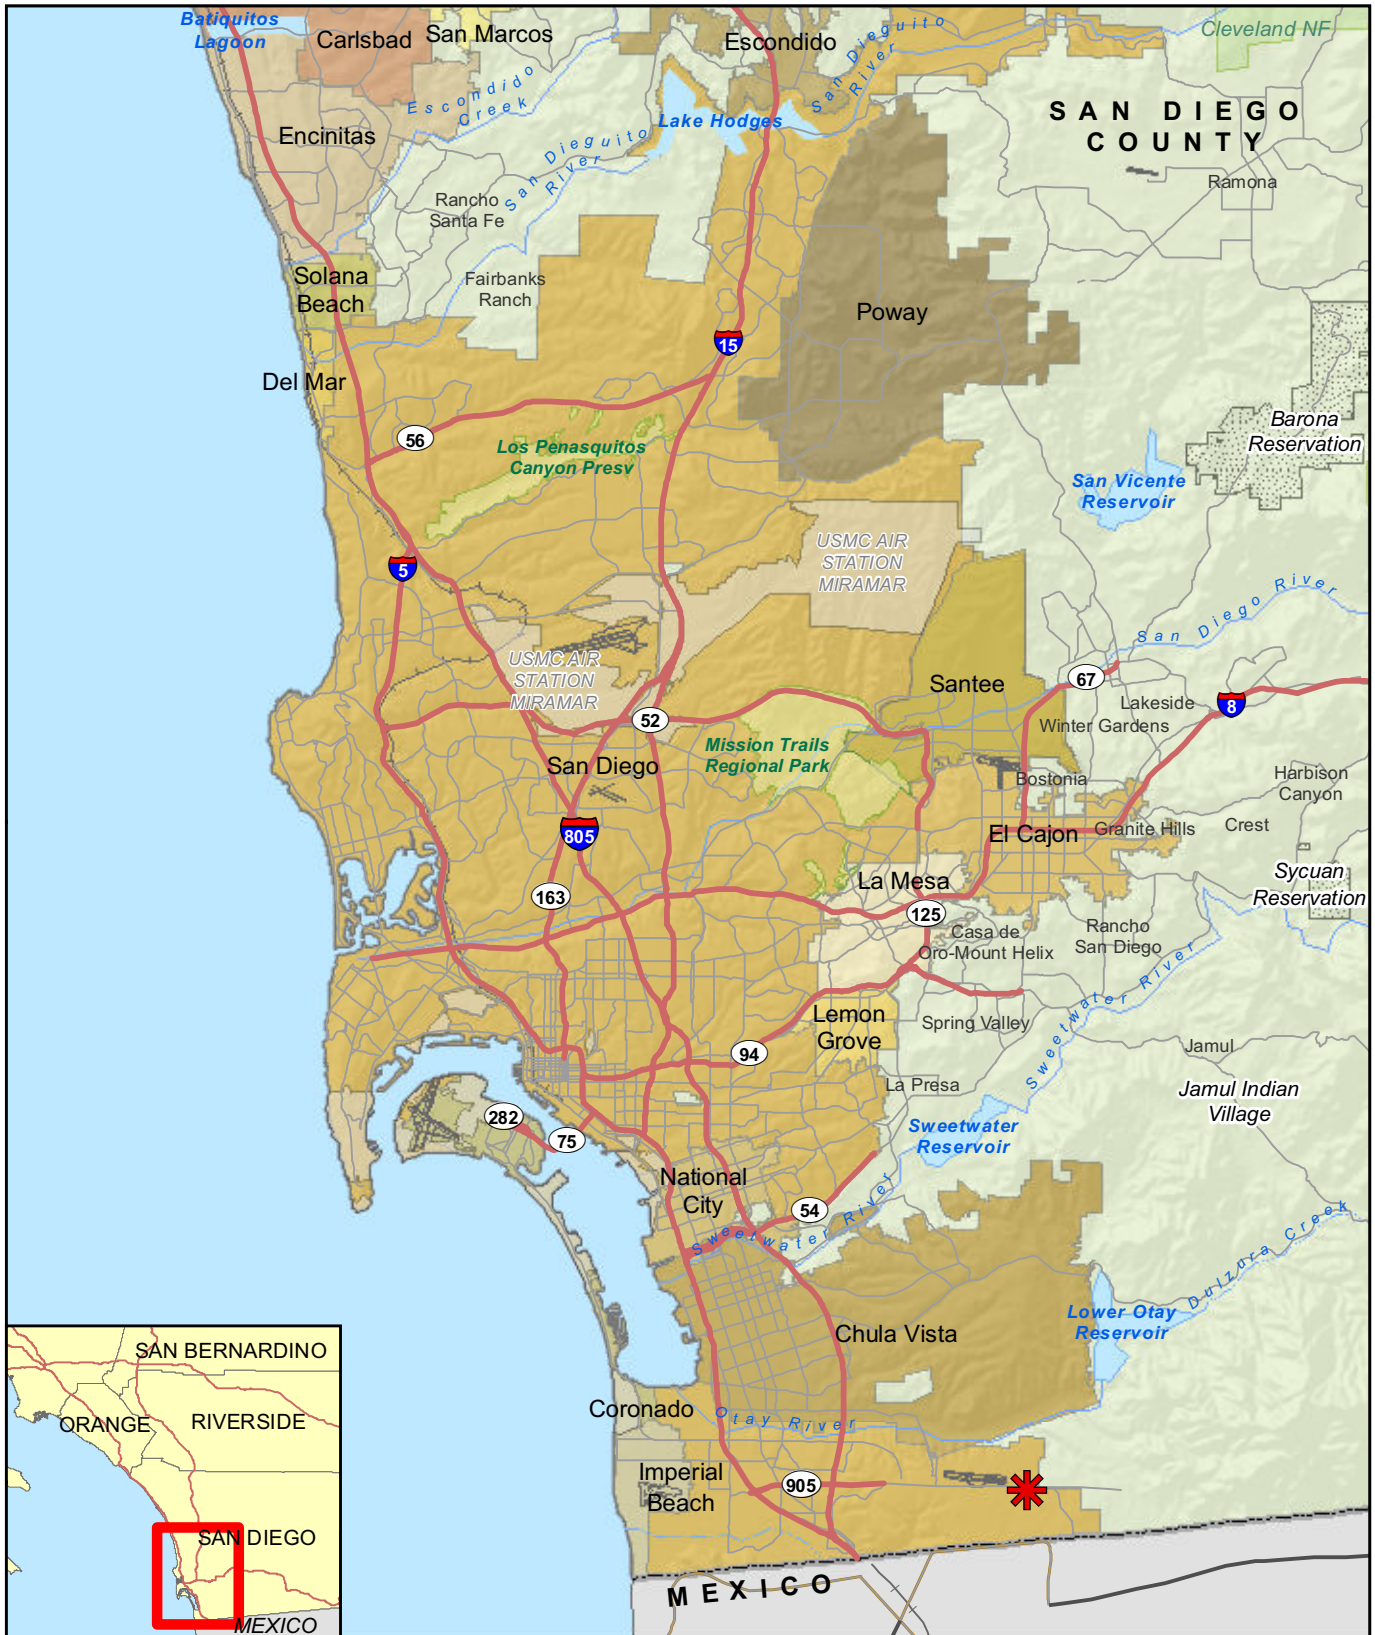 Batiquitos
Lagoon
Carlsbad
San Marcos
Escondido
San Dieguito
River
Cleveland NF
Escondido
Creek
Encinitas
Lake Hodges
SAN DIEGO
COUNTY
San Dieguito
River
Ramona
Rancho
Santa Fe
Solana
Beach
Fairbanks
Ranch
Poway
15
Del Mar
Barona
Reservation
56
Los Penasquitos
Canyon Presv
San Vicente
Reservoir
USMC AIR
STATION
MIRAMAR
5
San Diego River
USMC AIR
STATION
MIRAMAR
Santee
67
Lakeside
8
Winter Gardens
52
Mission Trails
Regional Park
San Diego
Bostonia
Harbison
Canyon
805
El Cajon
Granite Hills
Crest
La Mesa
Sycuan
Reservation
163
125
Casa de
Oro-Mount Helix
Rancho
San Diego
Sweetwater River
Lemon
Grove
Spring Valley
94
Jamul
La Presa
Jamul Indian
Village
282
75
Sweetwater
Reservoir
National
City
54
Sweetwater River
Dulzura Creek
Lower Otay
Reservoir
Chula Vista
Coronado
Otay River
Imperial
Beach
905
MEXICO
SAN BERNARDINO
ORANGE
RIVERSIDE
SAN DIEGO
MEXICO